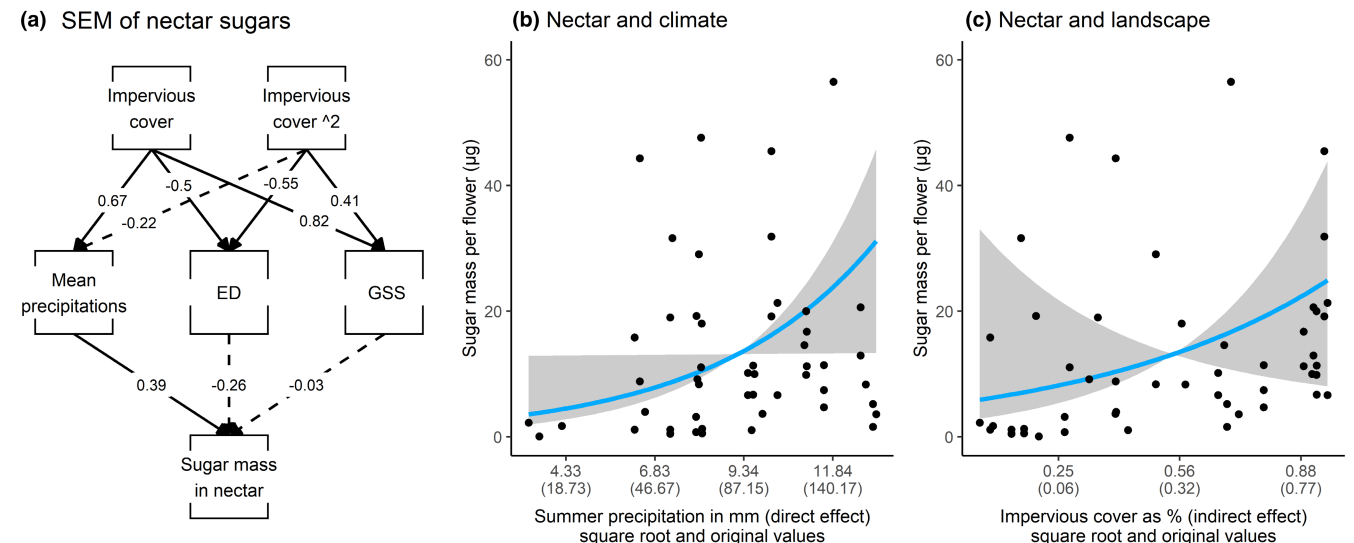 (a) SEM of nectar sugars
Impervious
cover
Impervious
cover ^2
0.67
-0.22
-0.5
-0.55
0.82
0.41
Mean
precipitations
ED
GSS
0.39
-0.26
-0.03
Sugar mass
in nectar
(b) Nectar and climate
Sugar mass per flower (µg)
60
40
20
0
4.33
(18.73)
6.83
(46.67)
9.34
(87.15)
11.84
(140.17)
Summer precipitation in mm (direct effect)
square root and original values
(c) Nectar and landscape
Sugar mass per flower (µg)
60
40
20
0
0.25
(0.06)
0.56
(0.32)
0.88
(0.77)
Impervious cover as % (indirect effect)
square root and original values